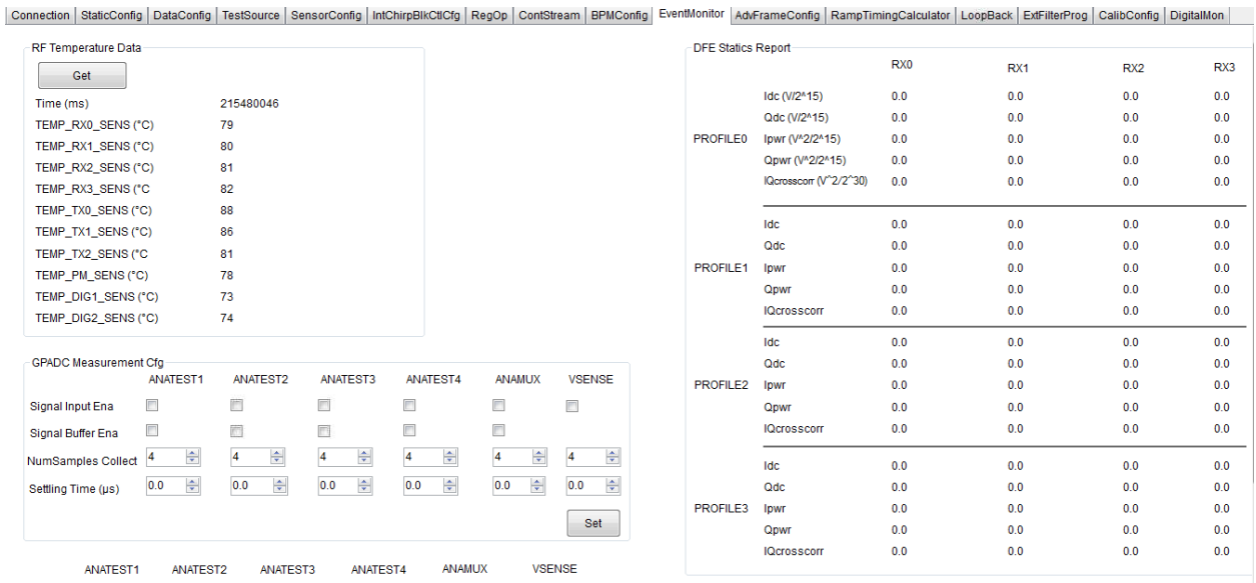 Connection StaticConfig DataConfig TestSource SensorConfig IntChirpBlkCtlCfg RegOp ContStream BPMConfig EventMonitor AdvFrameConfig RampTimingCalculator LoopBack ExtFilterProg CalibConfig DigitalMon
RF Temperature Data
Get
Time (ms) 215480046
TEMP_RX0_SENS (°C) 79
TEMP_RX1_SENS (°C) 80
TEMP_RX2_SENS (°C) 81
TEMP_RX3_SENS (°C 82
TEMP_TX0_SENS (°C) 88
TEMP_TX1_SENS (°C) 86
TEMP_TX2_SENS (°C 81
TEMP_PM_SENS (°C) 78
TEMP_DIG1_SENS (°C) 73
TEMP_DIG2_SENS (°C) 74
GPADC Measurement Cfg
ANATEST1 ANATEST2 ANATEST3 ANATEST4 ANAMUX VSENSE
Signal Input Ena
Signal Buffer Ena
NumSamples Collect 4 4 4 4 4 4
Settling Time (µs) 0.0 0.0 0.0 0.0 0.0 0.0
Set
ANATEST1 ANATEST2 ANATEST3 ANATEST4 ANAMUX VSENSE
DFE Statics Report
RX0 RX1 RX2 RX3
Idc (V/2^15) 0.0 0.0 0.0 0.0
Qdc (V/2^15) 0.0 0.0 0.0 0.0
PROFILE0 Ipwr (V^2/2^15) 0.0 0.0 0.0 0.0
Qpwr (V^2/2^15) 0.0 0.0 0.0 0.0
IQcrosscorr (V^2/2^30) 0.0 0.0 0.0 0.0
Idc 0.0 0.0 0.0 0.0
Qdc 0.0 0.0 0.0 0.0
PROFILE1 Ipwr 0.0 0.0 0.0 0.0
Qpwr 0.0 0.0 0.0 0.0
IQcrosscorr 0.0 0.0 0.0 0.0
Idc 0.0 0.0 0.0 0.0
Qdc 0.0 0.0 0.0 0.0
PROFILE2 Ipwr 0.0 0.0 0.0 0.0
Qpwr 0.0 0.0 0.0 0.0
IQcrosscorr 0.0 0.0 0.0 0.0
Idc 0.0 0.0 0.0 0.0
Qdc 0.0 0.0 0.0 0.0
PROFILE3 Ipwr 0.0 0.0 0.0 0.0
Qpwr 0.0 0.0 0.0 0.0
IQcrosscorr 0.0 0.0 0.0 0.0